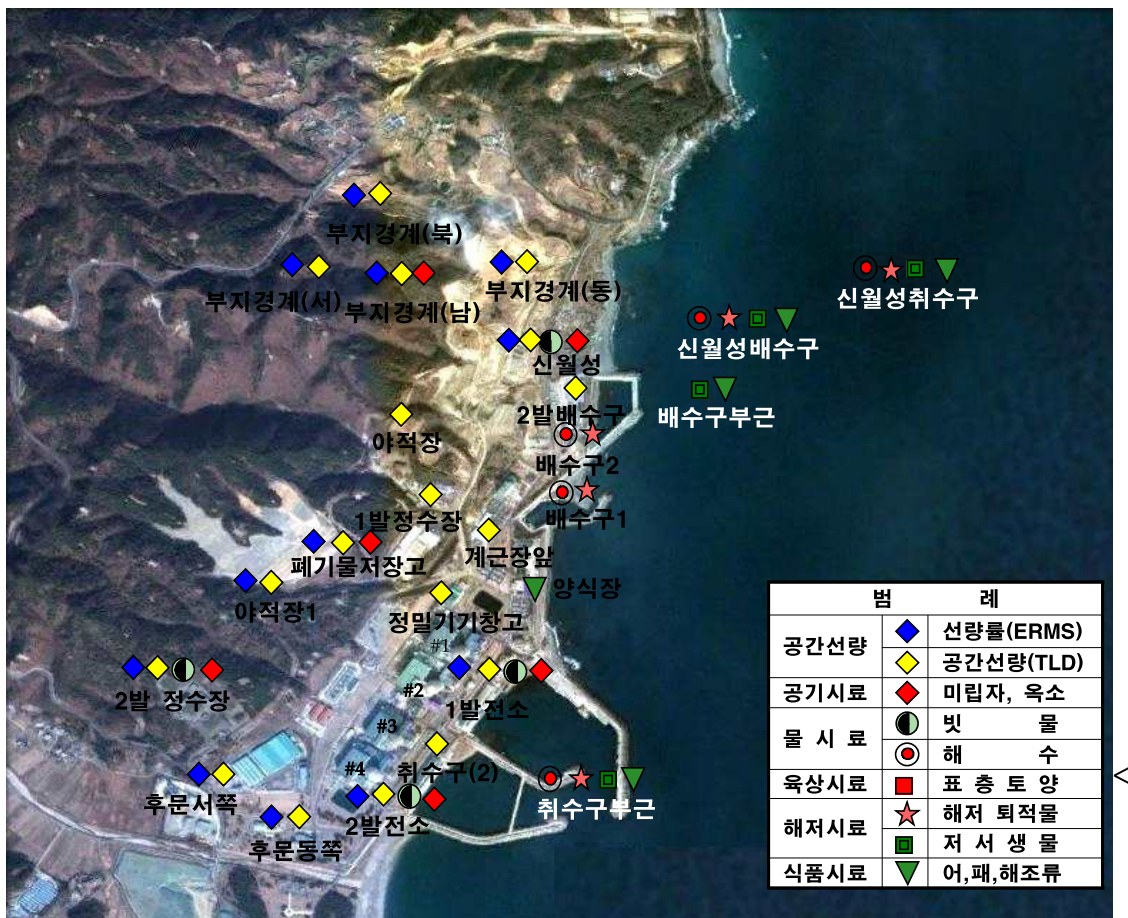 부지경계(북)
부지경계(서)
부지경계(남)
부지경계(동)
신월성취수구
신월성배수구
신월성
2발배수구
배수구부근
야적장
배수구2
1발정수장
배수구1
폐기물저장고
계근장앞
야적장1
정밀기기창고
양식장
#1
2발 정수장
#2
1발전소
#3
취수구(2)
#4
후문서쪽
2발전소
취수구부근
후문동쪽
범 례
공간선량
선량률(ERMS)
공간선량(TLD)
공기시료
미립자, 옥소
물 시 료
빗 물
해 수
육상시료
표 층 토 양
해저시료
해저 퇴적물
저 서 생 물
식품시료
어,패,해조류